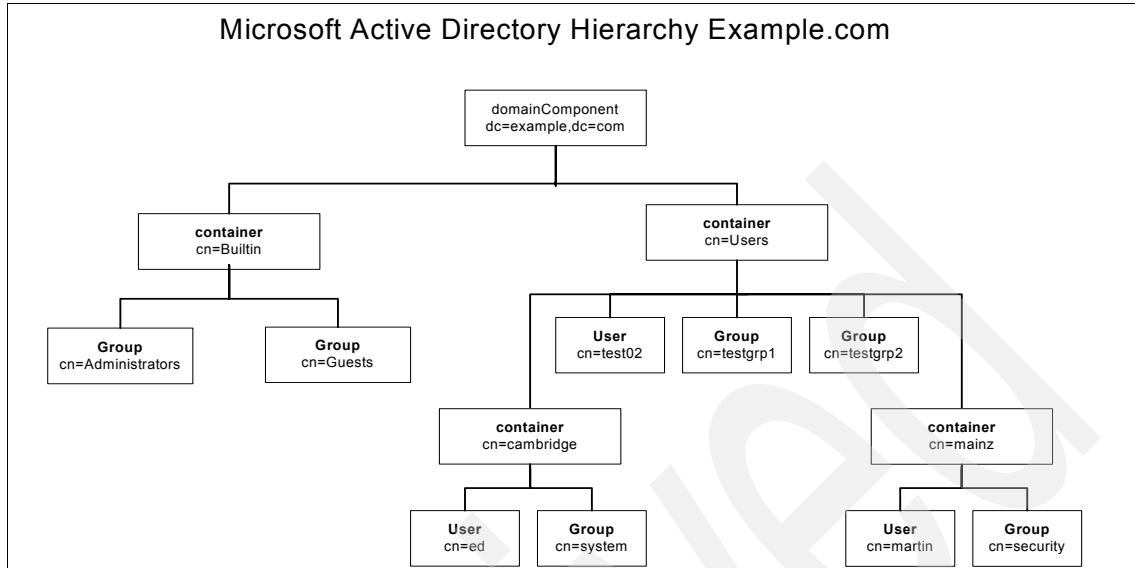 Microsoft Active Directory Hierarchy Example.com
domainComponent
dc=example,dc=com
container
cn=Builtin
container
cn=Users
Group
cn=Administrators
Group
cn=Guests
User
cn=test02
Group
cn=testgrp1
Group
cn=testgrp2
container
cn=cambridge
container
cn=mainz
User
cn=ed
Group
cn=system
User
cn=martin
Group
cn=security